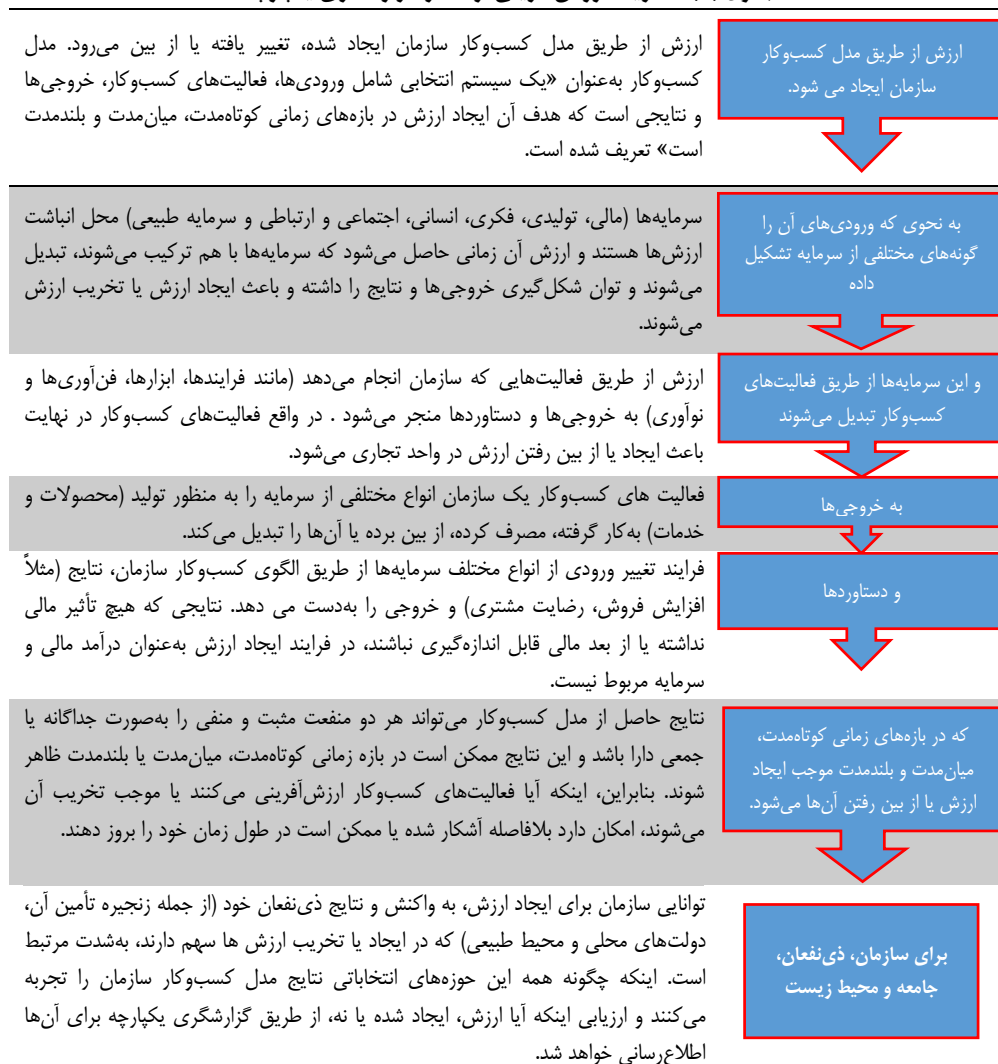 ارزش از طریق مدل کسب‌وکار
سازمان ایجاد می شود.
ارزش از طریق مدل کسب‌وکار سازمان ایجاد شده، تغییر یافته یا از بین می‌رود. مدل
کسب‌وکار به‌عنوان «یک سیستم انتخابی شامل ورودی‌ها، فعالیت‌های کسب‌وکار، خروجی‌ها
و نتایجی است که هدف آن ایجاد ارزش در بازه‌های زمانی کوتاه‌مدت، میان‌مدت و بلندمدت
است» تعریف شده است.
به نحوی که ورودی‌های آن را
گونه‌های مختلفی از سرمایه تشکیل
داده
سرمایه‌ها (مالی، تولیدی، فکری، انسانی، اجتماعی و ارتباطی و سرمایه طبیعی) محل انباشت
ارزش‌ها هستند و ارزش آن زمانی حاصل می‌شود که سرمایه‌ها با هم ترکیب می‌شوند، تبدیل
می‌شوند و توان شکل‌گیری خروجی‌ها و نتایج را داشته و باعث ایجاد ارزش یا تخریب ارزش
می‌شوند.
و این سرمایه‌ها از طریق فعالیت‌های
کسب‌وکار تبدیل می‌شوند
ارزش از طریق فعالیت‌هایی که سازمان انجام می‌دهد (مانند فرایندها، ابزارها، فن‌آوری‌ها و
نوآوری) به خروجی‌ها و دستاوردها منجر می‌شود . در واقع فعالیت‌های کسب‌وکار در نهایت
باعث ایجاد یا از بین رفتن ارزش در واحد تجاری می‌شود.
به خروجی‌ها
فعالیت های کسب‌وکار یک سازمان انواع مختلفی از سرمایه را به منظور تولید (محصولات و
خدمات) به‌کار گرفته، مصرف کرده، از بین برده یا آن‌ها را تبدیل می‌کند.
و دستاوردها
فرایند تغییر ورودی از انواع مختلف سرمایه‌ها از طریق الگوی کسب‌وکار سازمان، نتایج (مثلاً
افزایش فروش، رضایت مشتری) و خروجی را به‌دست می دهد. نتایجی که هیچ تأثیر مالی
نداشته یا از بعد مالی قابل اندازه‌گیری نباشند، در فرایند ایجاد ارزش به‌عنوان درآمد مالی و
سرمایه مربوط نیست.
که در بازه‌های زمانی کوتاه‌مدت،
میان‌مدت و بلندمدت موجب ایجاد
ارزش یا از بین رفتن آن‌ها می‌شود.
نتایج حاصل از مدل کسب‌وکار می‌تواند هر دو منفعت مثبت و منفی را به‌صورت جداگانه یا
جمعی دارا باشد و این نتایج ممکن است در بازه زمانی کوتاه‌مدت، میان‌مدت یا بلندمدت ظاهر
شوند. بنابراین، اینکه آیا فعالیت‌های کسب‌وکار ارزش‌آفرینی می‌کنند یا موجب تخریب آن
می‌شوند، امکان دارد بلافاصله آشکار شده یا ممکن است در طول زمان خود را بروز دهند.
برای سازمان، ذی‌نفعان،
جامعه و محیط زیست
توانایی سازمان برای ایجاد ارزش، به واکنش و نتایج ذی‌نفعان خود (از جمله زنجیره تأمین آن،
دولت‌های محلی و محیط طبیعی) که در ایجاد یا تخریب ارزش ها سهم دارند، به‌شدت مرتبط
است. اینکه چگونه همه این حوزه‌های انتخاباتی نتایج مدل کسب‌وکار سازمان را تجربه
می‌کنند و ارزیابی اینکه آیا ارزش، ایجاد شده یا نه، از طریق گزارشگری یکپارچه برای آن‌ها
اطلاع‌رسانی خواهد شد.